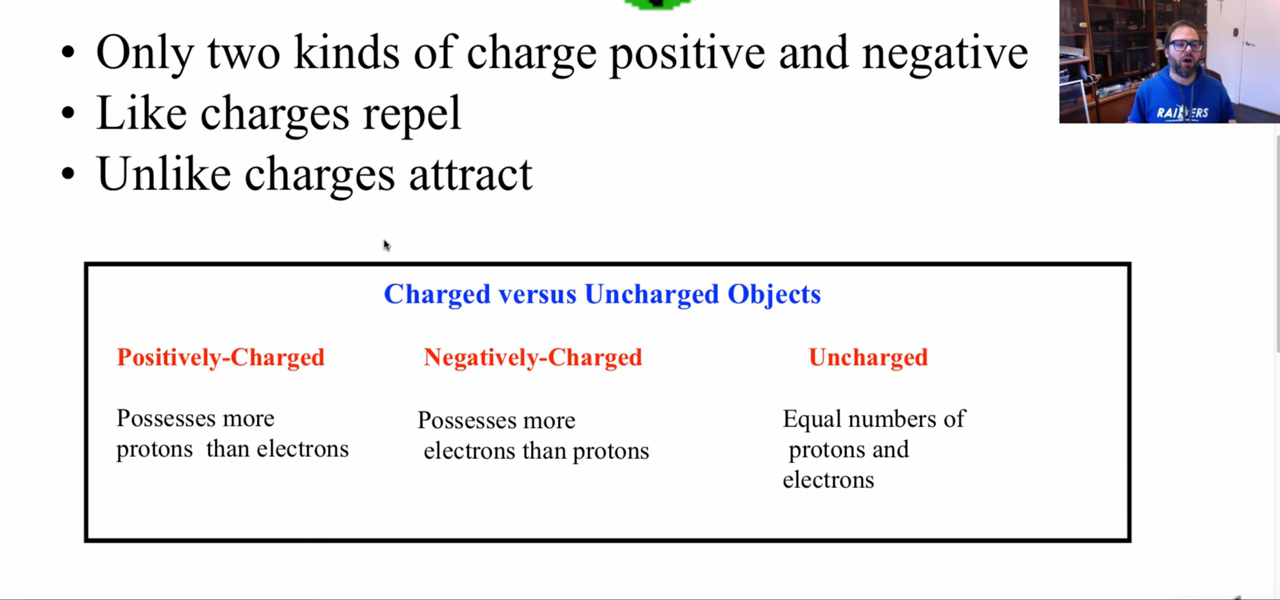 • Only two kinds of charge positive and negative
• Like charges repel
• Unlike charges attract
RAIDERS
Charged versus Uncharged Objects
Positively-Charged
Negatively-Charged
Uncharged
Possesses more
protons than electrons
Possesses more
electrons than protons
Equal numbers of
protons and
electrons